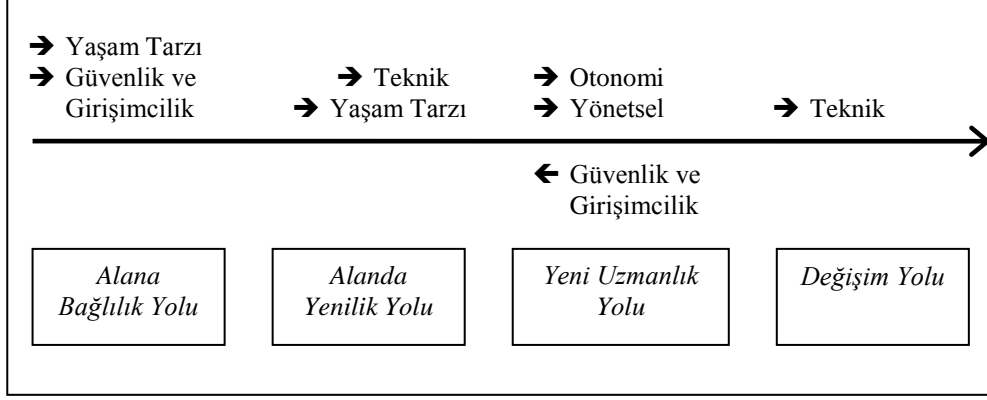 ➔ Yaşam Tarzı
➔ Güvenlik ve
Girişimcilik
➔ Teknik
➔ Yaşam Tarzı
➔ Otonomi
➔ Yönetsel
➔ Teknik
🡸 Güvenlik ve
Girişimcilik
Alana
Bağlılık Yolu
Alanda
Yenilik Yolu
Yeni Uzmanlık
Yolu
Değişim Yolu